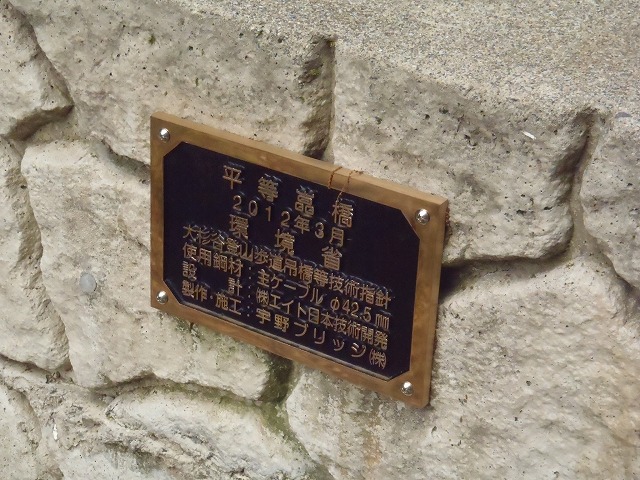 平等嵓橋
2012年3月
環境省
大杉谷登山歩道吊橋等技術指針
使用鋼材：主ケーブル φ42.5㎜
設計：㈱エイト日本技術開発
製作・施工：宇野ブリッジ㈱